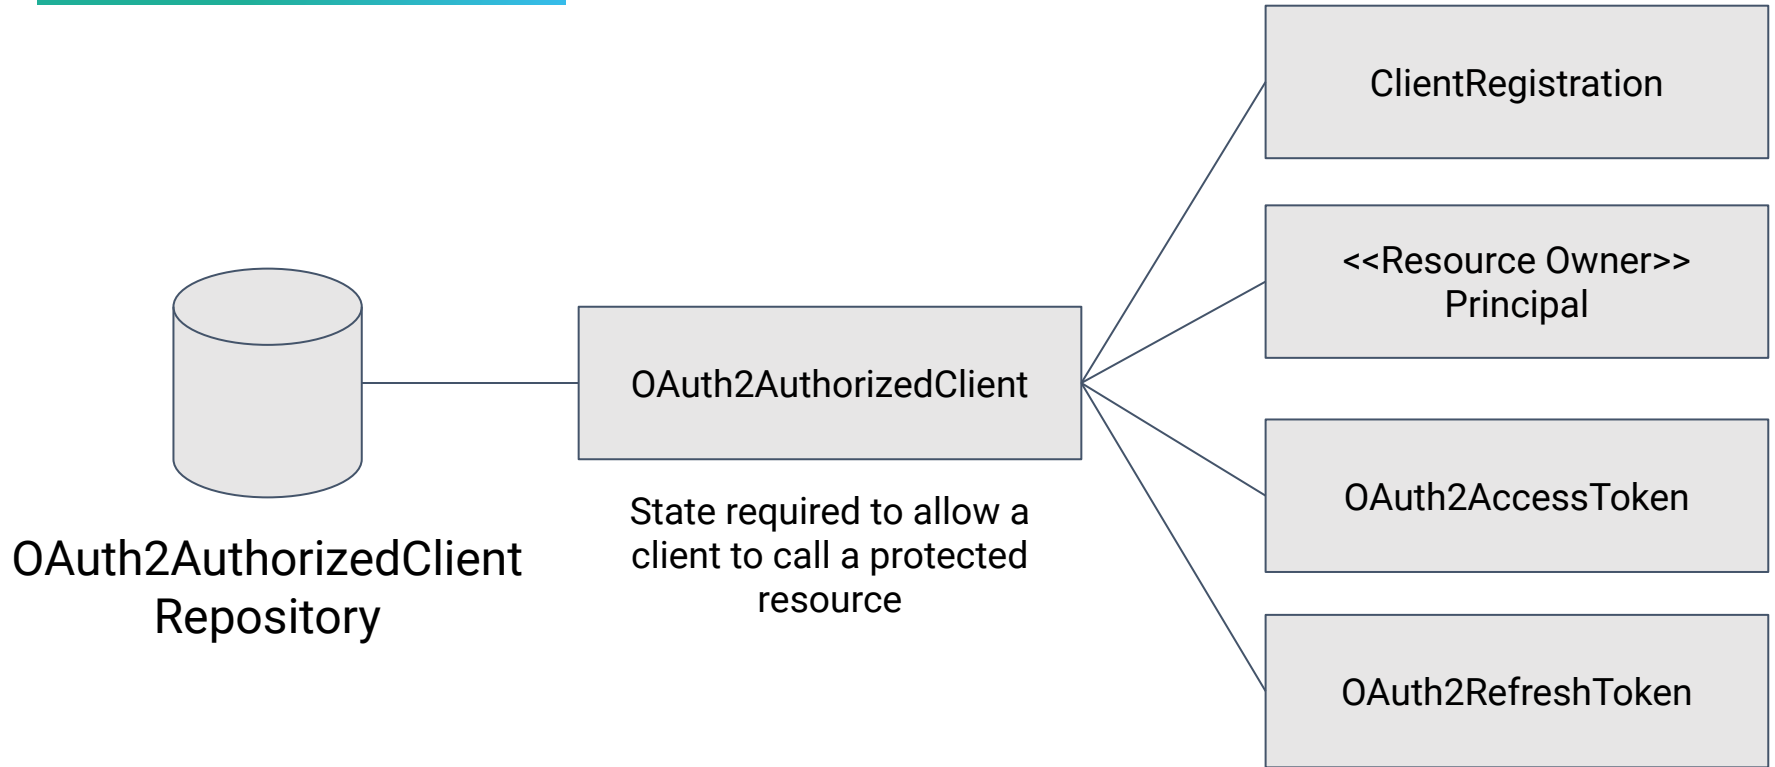 ClientRegistration
<<Resource Owner>>
Principal
OAuth2AuthorizedClient
OAuth2AccessToken
State required to allow a
client to call a protected
resource
OAuth2AuthorizedClient
Repository
OAuth2RefreshToken